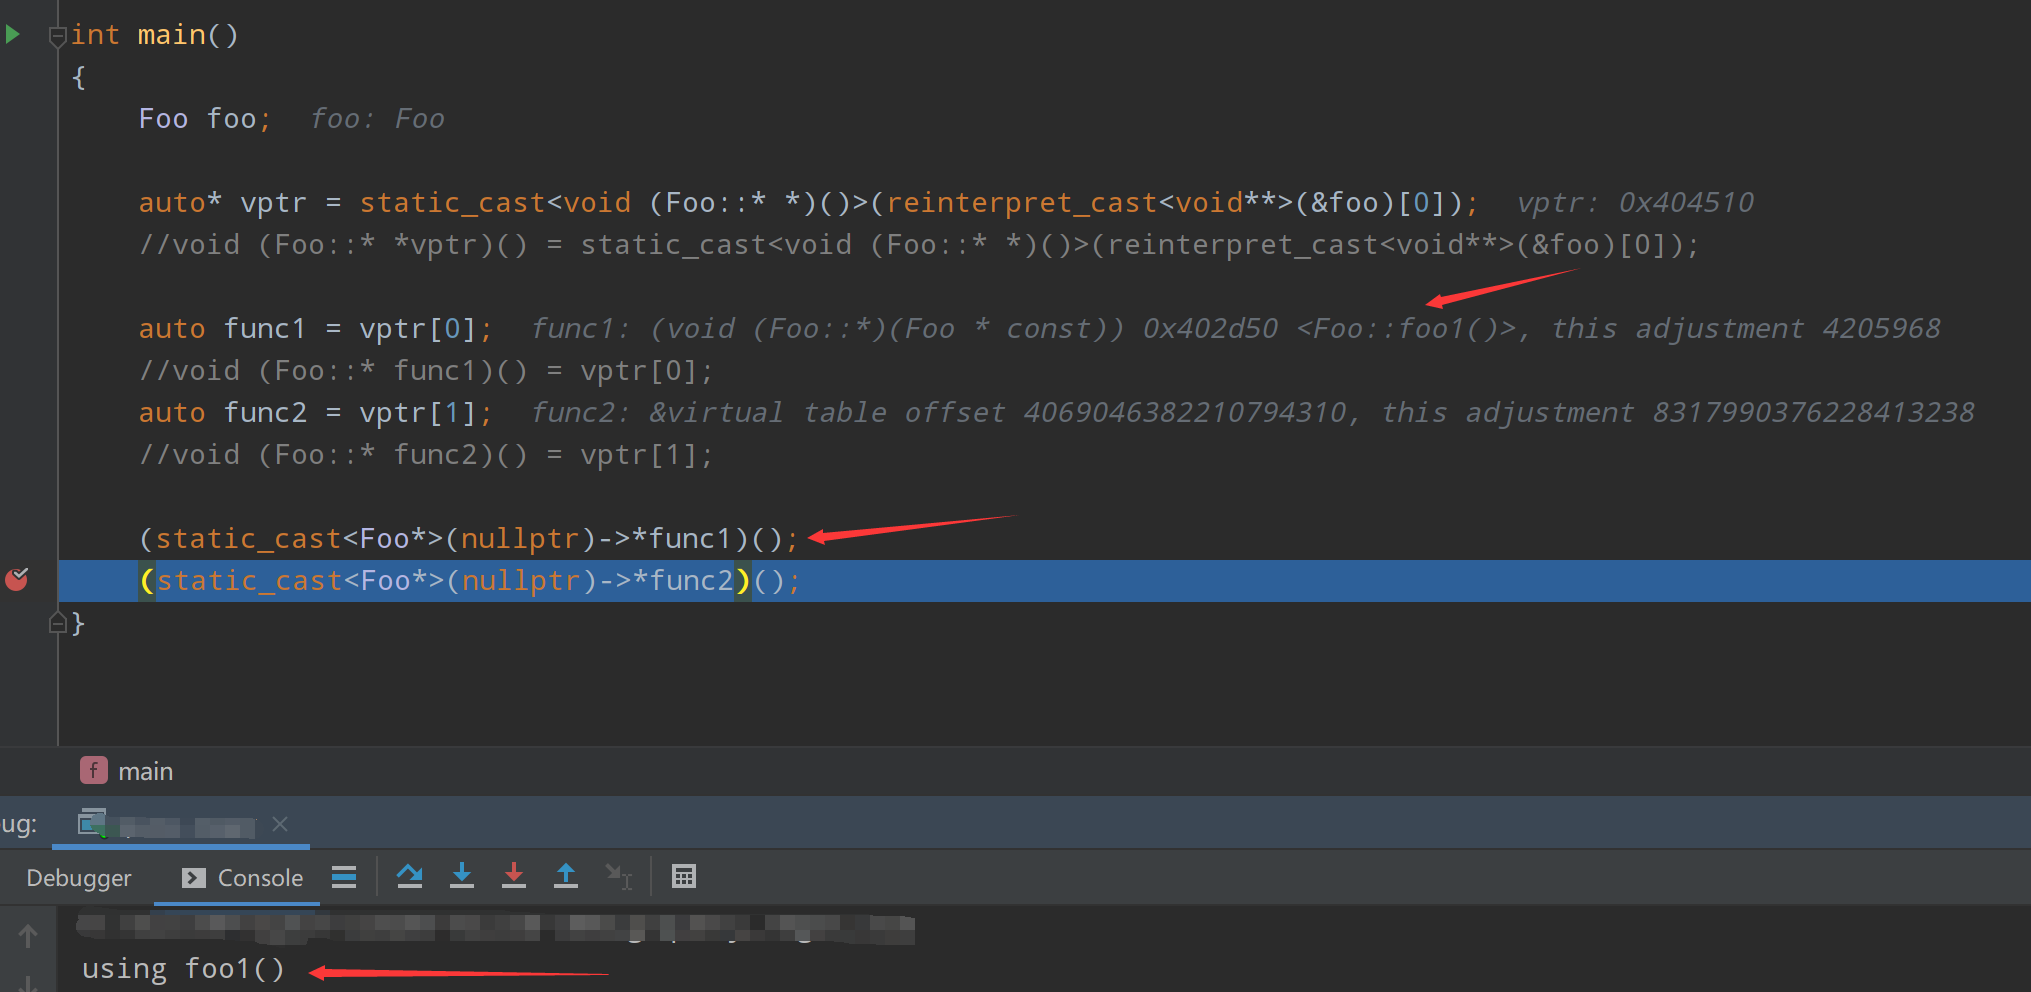 int main()
{
Foo foo; foo: Foo
auto* vptr = static_cast<void (Foo::* *)()>(reinterpret_cast<void**>(&foo)[0]); vptr: 0x404510
//void (Foo::* *vptr)() = static_cast<void (Foo::* *)()>(reinterpret_cast<void**>(&foo)[0]);
auto func1 = vptr[0]; func1: (void (Foo::*)(Foo * const)) 0x402d50 <Foo::foo1()>, this adjustment 4205968
//void (Foo::* func1)() = vptr[0];
auto func2 = vptr[1]; func2: &virtual table offset 4069046382210794310, this adjustment 8317990376228413238
//void (Foo::* func2)() = vptr[1];
(static_cast<Foo*>(nullptr)->*func1)();
(static_cast<Foo*>(nullptr)->*func2)();
}
f main
ug:
Debugger Console
using foo1()